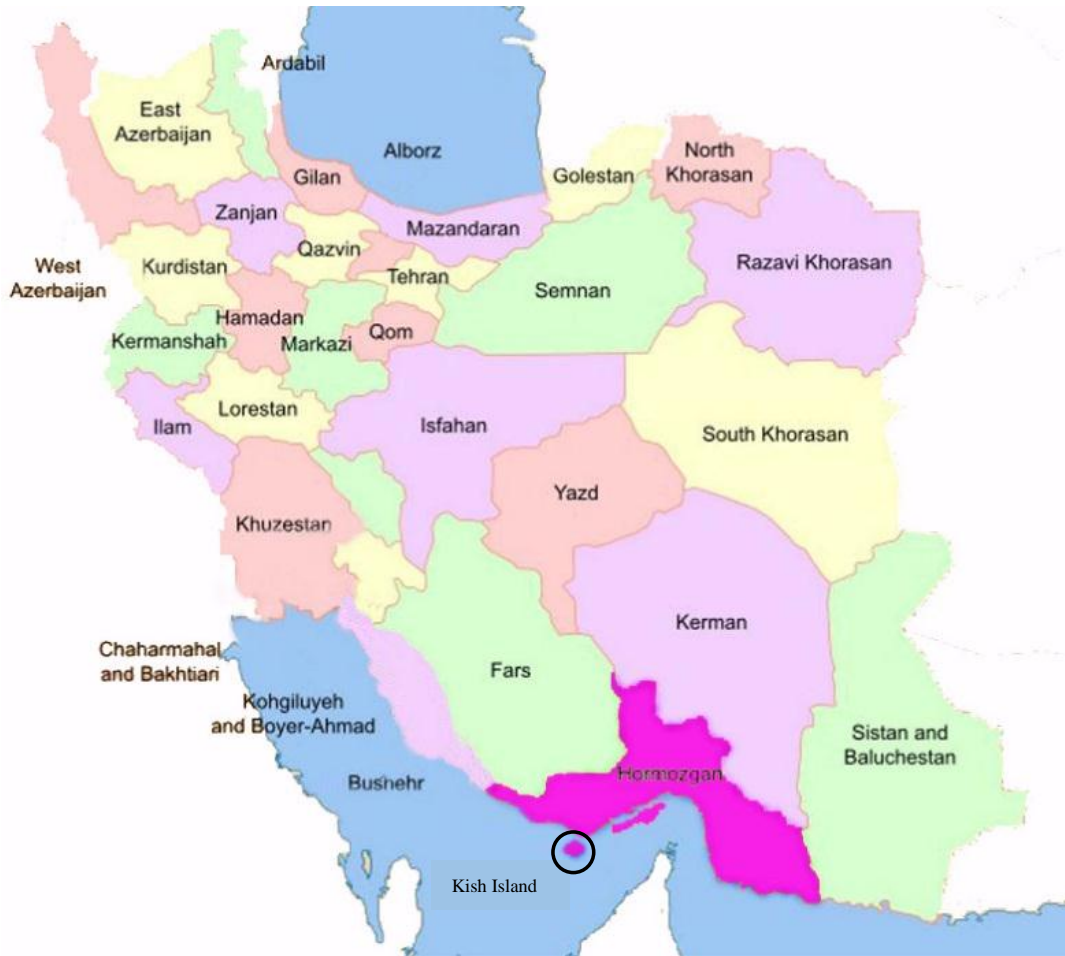 Ardabil
East
Azerbaijan
Alborz
North
Khorasan
Gilan
Golestan
Zanjan
Mazandaran
Qazvin
Razavi Khorasan
West
Azerbaijan
Kurdistan
Tehran
Semnan
Hamadan
Kermanshah
Markazi
Qom
Lorestan
Ilam
Isfahan
South Khorasan
Yazd
Khuzestan
Kerman
Chaharmahal
and Bakhtiari
Fars
Kohgiluyeh
and Boyer-Ahmad
Sistan and
Baluchestan
Busnehr
Hormozgan
Kish Island